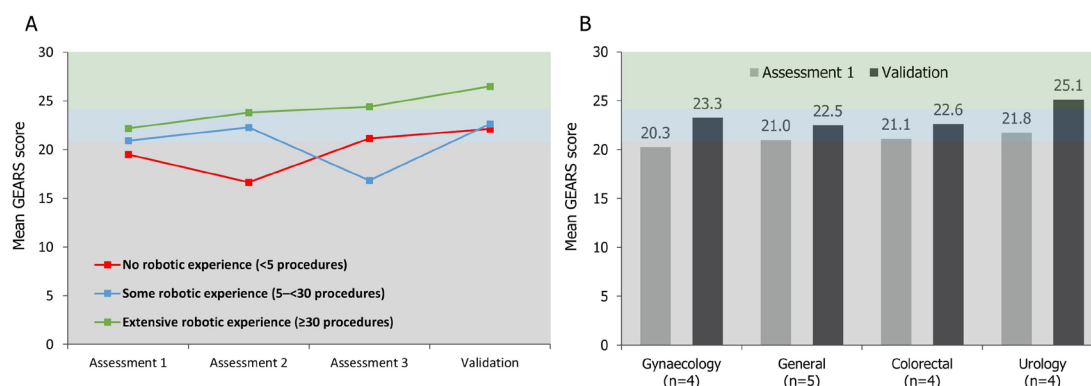 A
Mean GEARS score
30
25
20
15
10
5
0
No robotic experience (<5 procedures)
Some robotic experience (5–<30 procedures)
Extensive robotic experience (≥30 procedures)
Assessment 1 Assessment 2 Assessment 3 Validation
B
Mean GEARS score
30
25
20
15
10
5
0
Assessment 1 Validation
20.3 23.3 21.0 22.5 21.1 22.6 21.8 25.1
Gynaecology General Colorectal Urology
(n=4) (n=5) (n=4) (n=4)